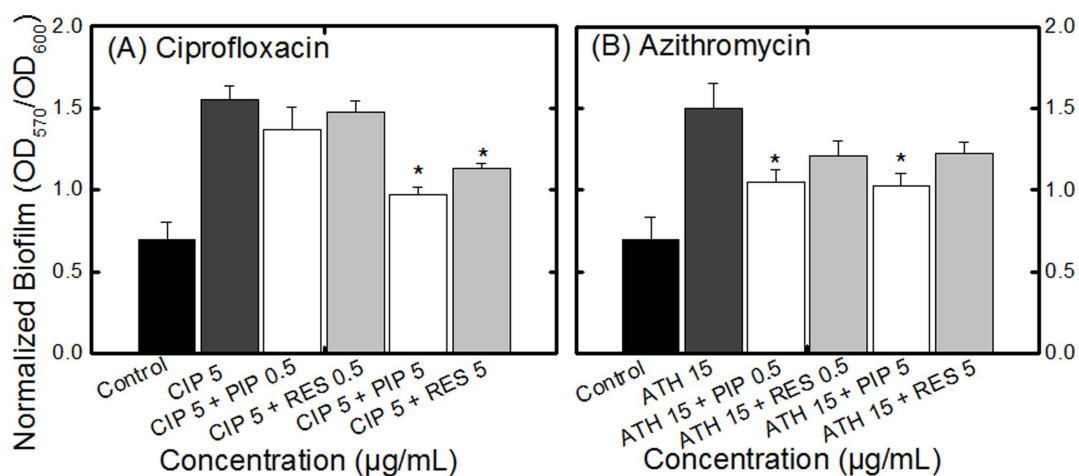 Normalized Biofilm (OD570/OD600)
(A) Ciprofloxacin
2.0
1.5
1.0
0.5
0.0
*
*
Control
CIP 5
CIP 5 + PIP 0.5
CIP 5 + RES 0.5
CIP 5 + PIP 5
CIP 5 + RES 5
Concentration (µg/mL)
(B) Azithromycin
*
*
2.0
1.5
1.0
0.5
0.0
Control
ATH 15
ATH 15 + PIP 0.5
ATH 15 + RES 0.5
ATH 15 + PIP 5
ATH 15 + RES 5
Concentration (µg/mL)